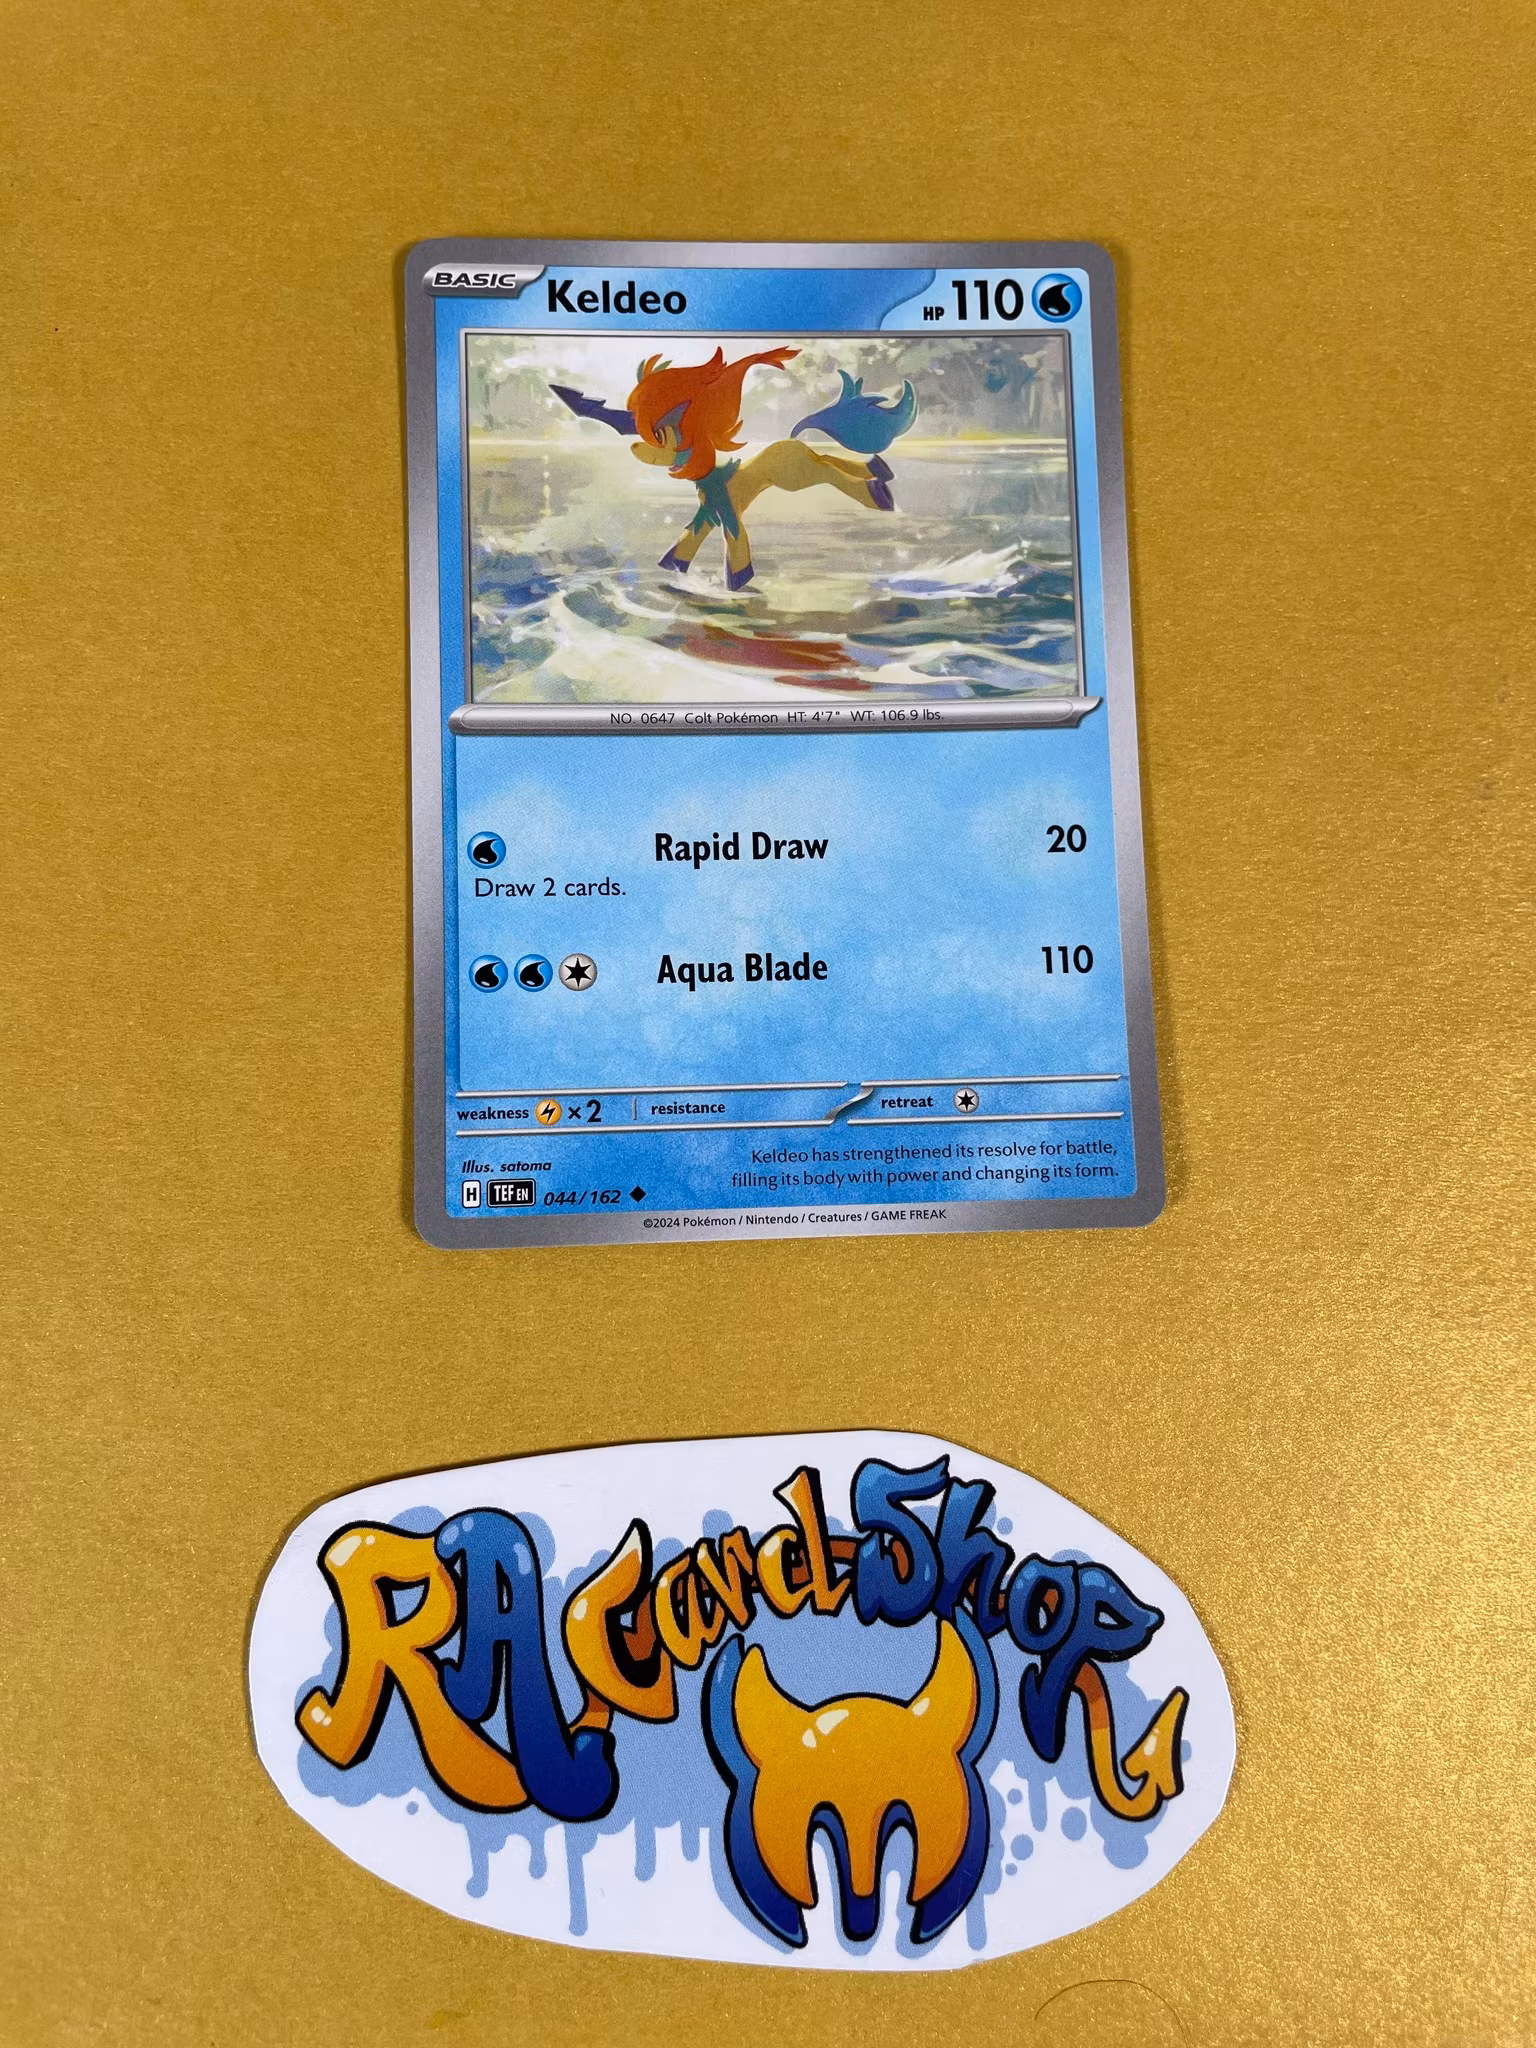 BASIC Keldeo HP 110
NO. 0647 Colt Pokémon HT: 4'7" WT: 106.9 lbs.
Rapid Draw 20
Draw 2 cards.
Aqua Blade 110
weakness ×2 resistance retreat
Keldeo has strengthened its resolve for battle,
filling its body with power and changing its form.
Illus. satoma
H TEF EN 044/162
©2024 Pokémon / Nintendo / Creatures / GAME FREAK
RA Card Shop